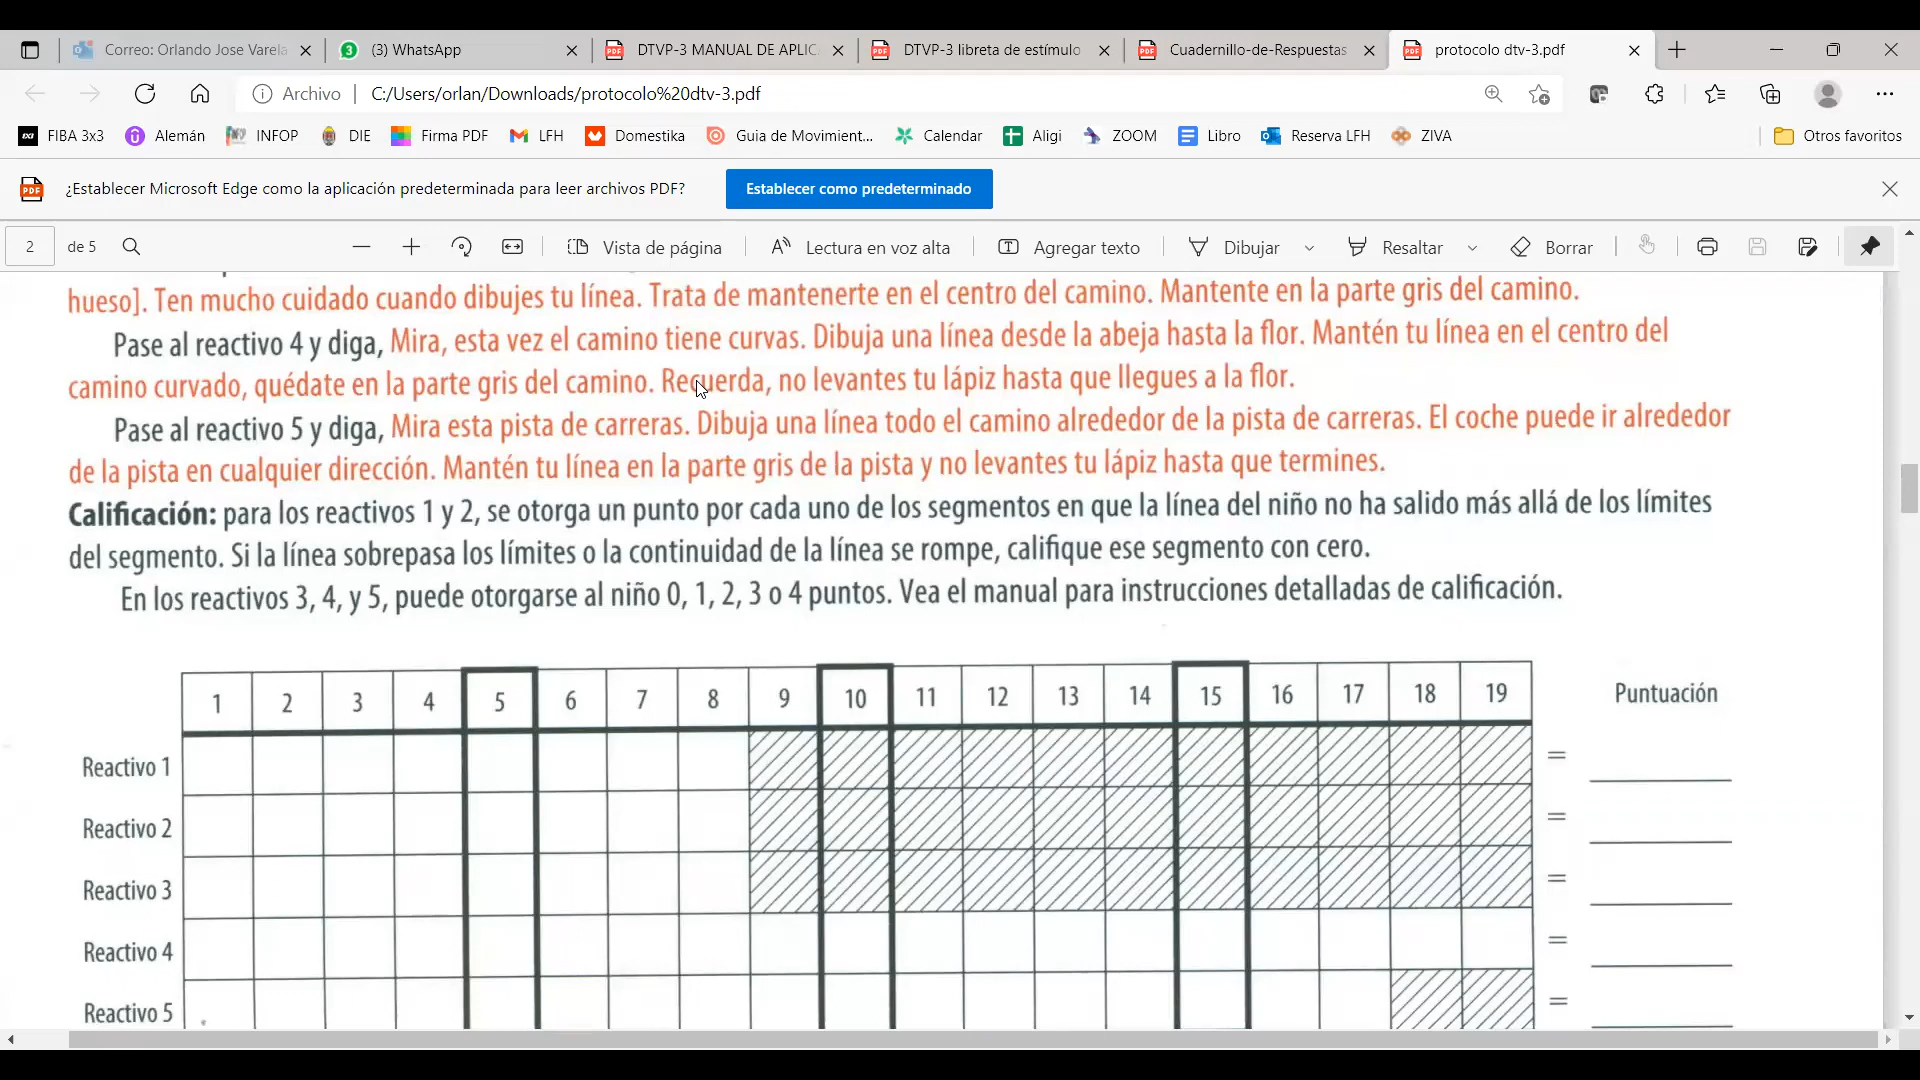 Correo: Orlando Jose Varela
(3) WhatsApp
DTVP-3 MANUAL DE APLIC
DTVP-3 libreta de estímulo
Cuadernillo-de-Respuestas
protocolo dtv-3.pdf
Archivo
C:/Users/orlan/Downloads/protocolo%20dtv-3.pdf
FIBA 3x3
Alemán
INFOP
DIE
Firma PDF
LFH
Domestika
Guia de Movimient...
Calendar
Aligi
ZOOM
Libro
Reserva LFH
ZIVA
Otros favoritos
¿Establecer Microsoft Edge como la aplicación predeterminada para leer archivos PDF?
Establecer como predeterminado
2 de 5
Vista de página
Lectura en voz alta
Agregar texto
Dibujar
Resaltar
Borrar
hueso]. Ten mucho cuidado cuando dibujes tu línea. Trata de mantenerte en el centro del camino. Mantente en la parte gris del camino.
Pase al reactivo 4 y diga, Mira, esta vez el camino tiene curvas. Dibuja una línea desde la abeja hasta la flor. Mantén tu línea en el centro del
camino curvado, quédate en la parte gris del camino. Recuerda, no levantes tu lápiz hasta que llegues a la flor.
Pase al reactivo 5 y diga, Mira esta pista de carreras. Dibuja una línea todo el camino alrededor de la pista de carreras. El coche puede ir alrededor
de la pista en cualquier dirección. Mantén tu línea en la parte gris de la pista y no levantes tu lápiz hasta que termines.
Calificación: para los reactivos 1 y 2, se otorga un punto por cada uno de los segmentos en que la línea del niño no ha salido más allá de los límites
del segmento. Si la línea sobrepasa los límites o la continuidad de la línea se rompe, califique ese segmento con cero.
En los reactivos 3, 4, y 5, puede otorgarse al niño 0, 1, 2, 3 o 4 puntos. Vea el manual para instrucciones detalladas de calificación.
1 2 3 4 5 6 7 8 9 10 11 12 13 14 15 16 17 18 19 Puntuación
Reactivo 1 =
Reactivo 2 =
Reactivo 3 =
Reactivo 4 =
Reactivo 5 =